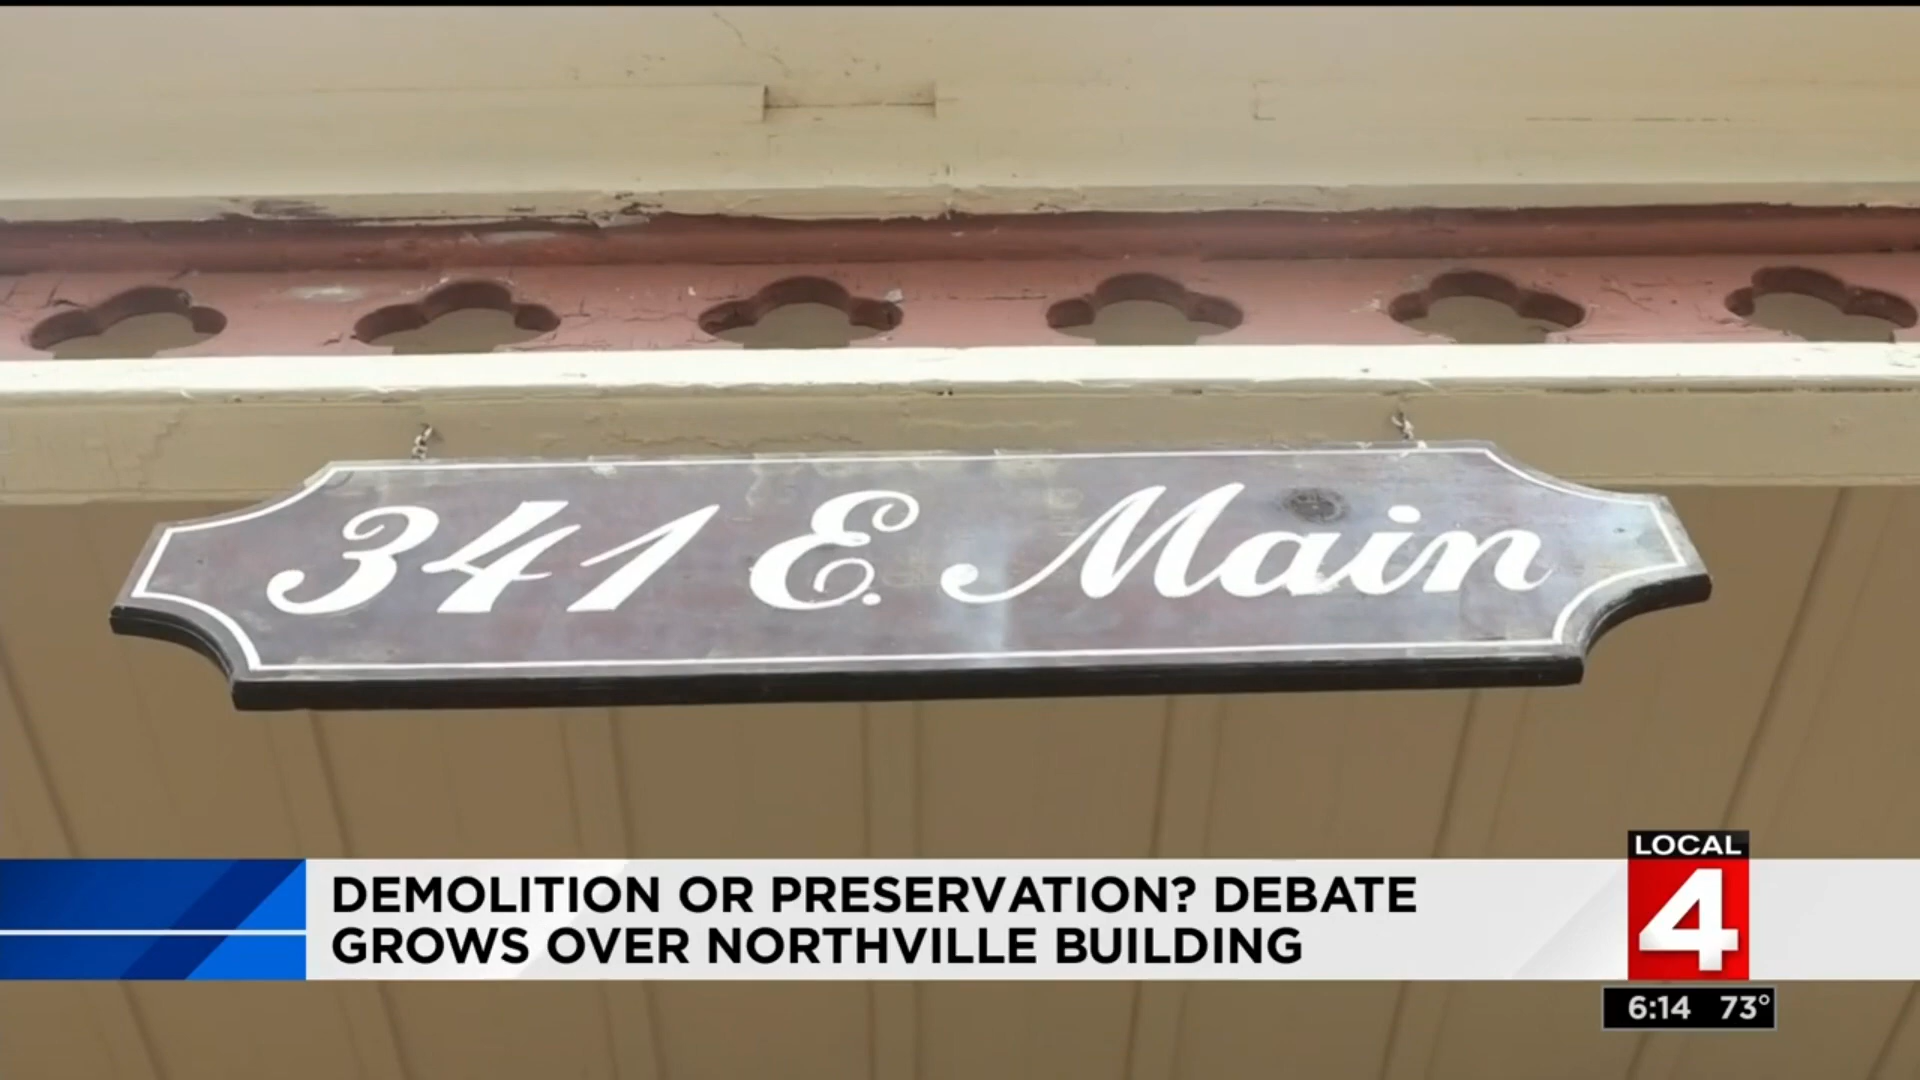 341 E. Main
DEMOLITION OR PRESERVATION? DEBATE
GROWS OVER NORTHVILLE BUILDING
LOCAL
4
6:14 73°